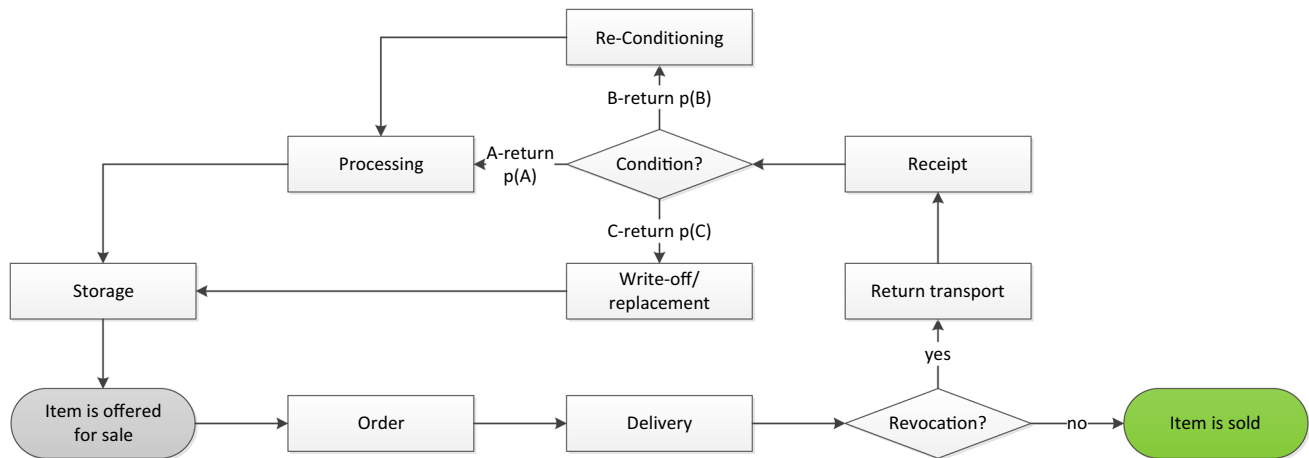 Re-Conditioning
B-return p(B)
Processing
A-return
p(A)
Condition?
Receipt
C-return p(C)
Storage
Write-off/
replacement
Return transport
yes
Item is offered
for sale
Order
Delivery
Revocation?
no
Item is sold